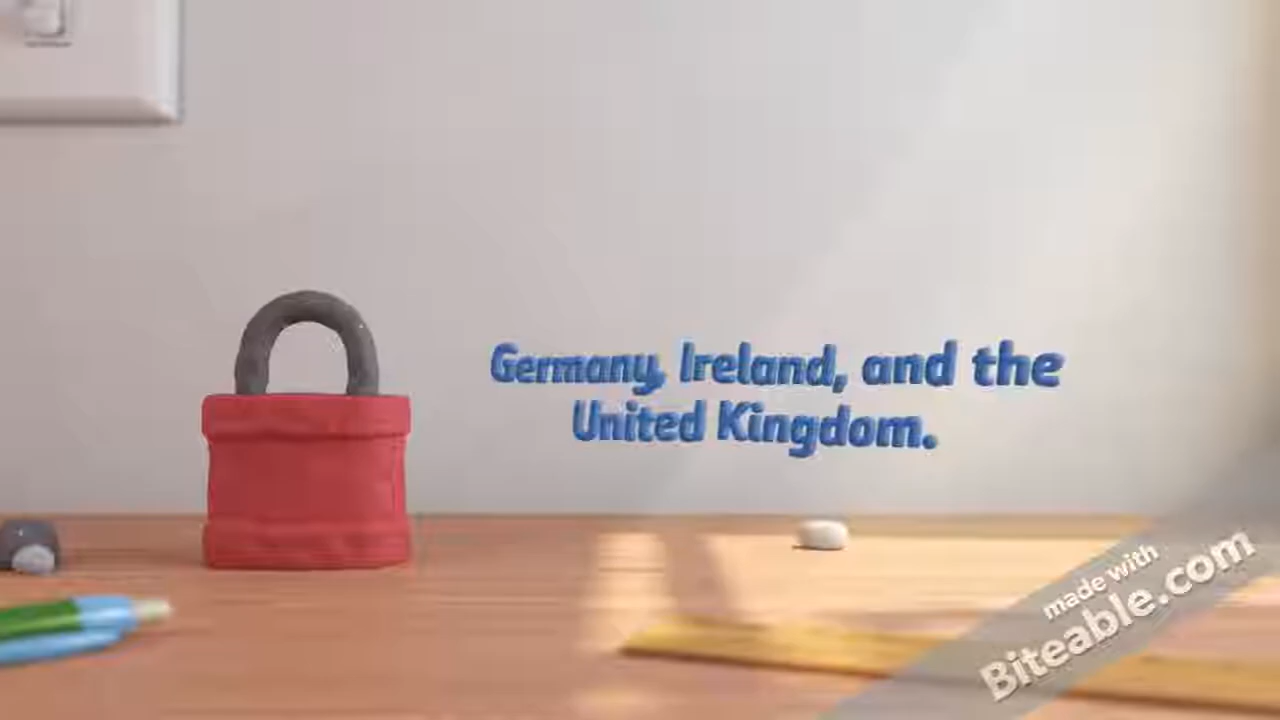 Germany, Ireland, and the
United Kingdom.
made with
Biteable.com